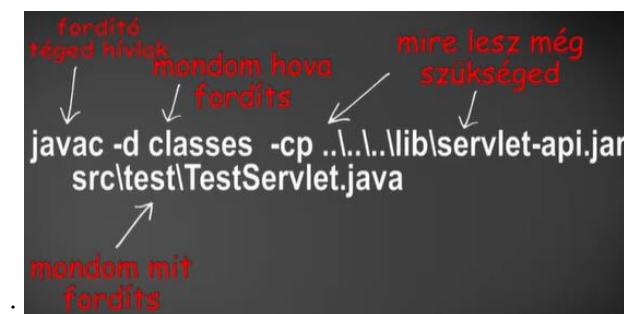 fordító
téged hívlak
mondom hova
fordíts
mire lesz még
szükséged
javac -d classes -cp ..\..\..\lib\servlet-api.jar
src\test\TestServlet.java
mondom mit
fordíts
.